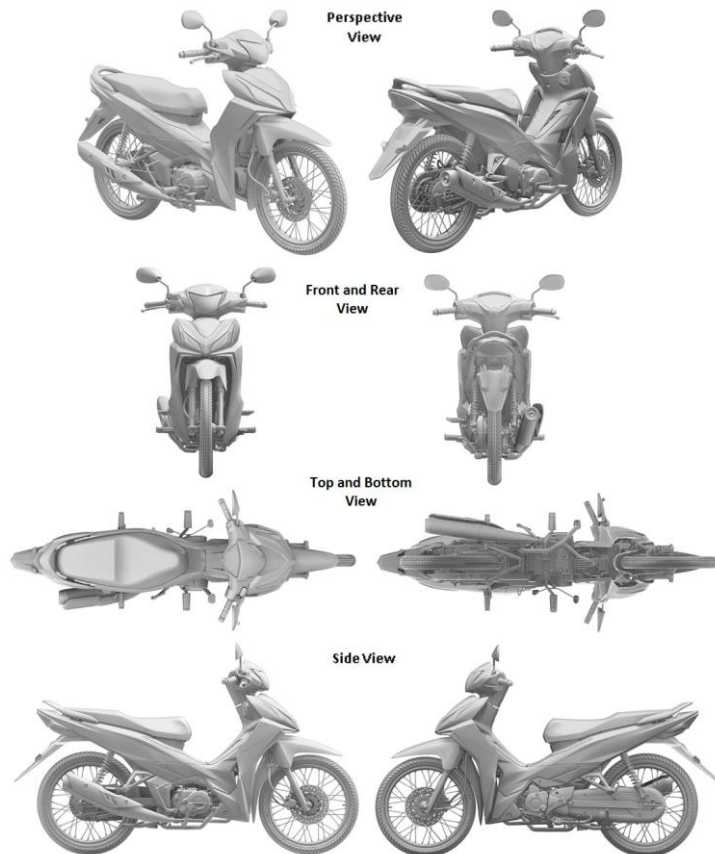 Perspective
View
Front and Rear
View
Top and Bottom
View
Side View